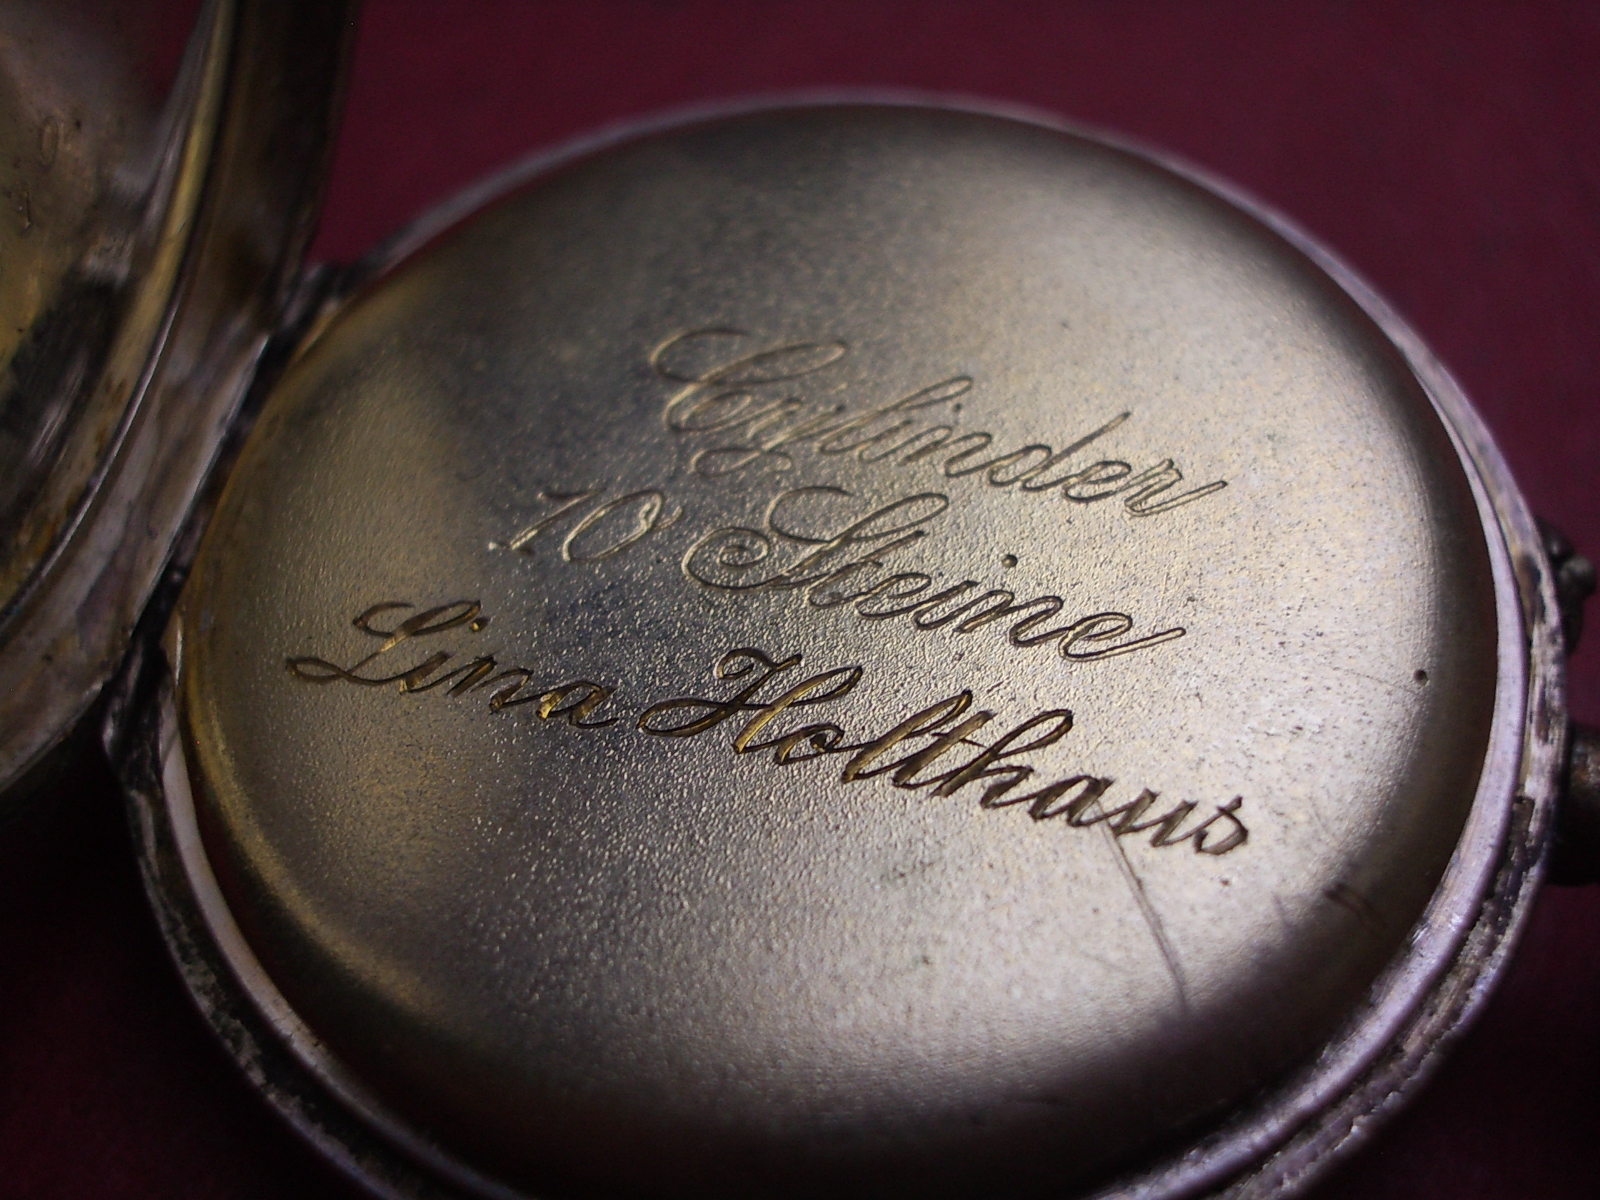 Cylinder
10 Steine
Lina Holthaus